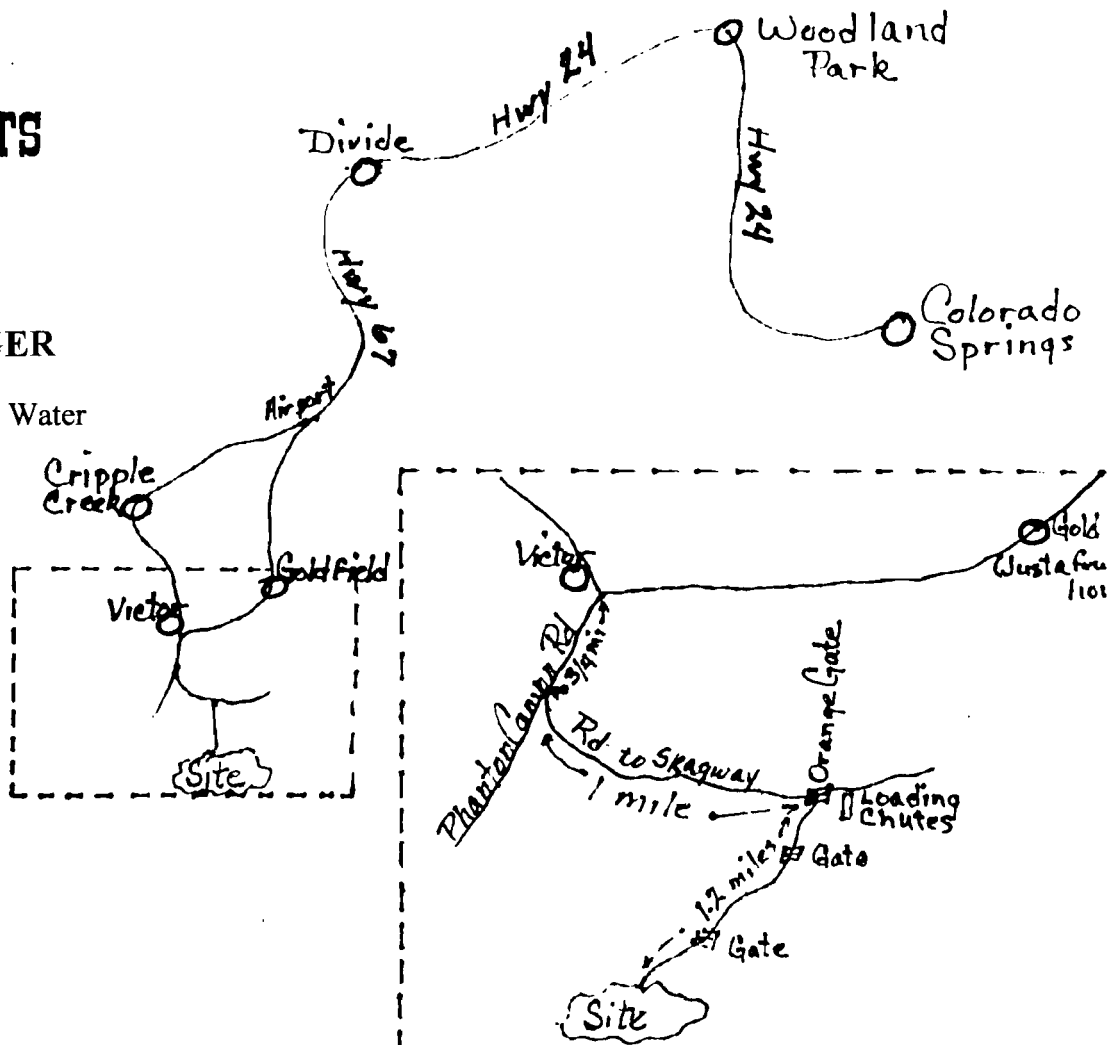 Woodland
Park
Hwy 24
TS
Divide
Hwy 24
Hwy 67
Colorado
Springs
GER
Airport
Water
Cripple
Creek
Gold
Victor
Goldfield
Victor
Orange Gate
3/4 mi
Phantom Canyon Rd
Rd to Skagway
1 mile
Loading
Chutes
Site
Gate
1.2 miles
Gate
Site